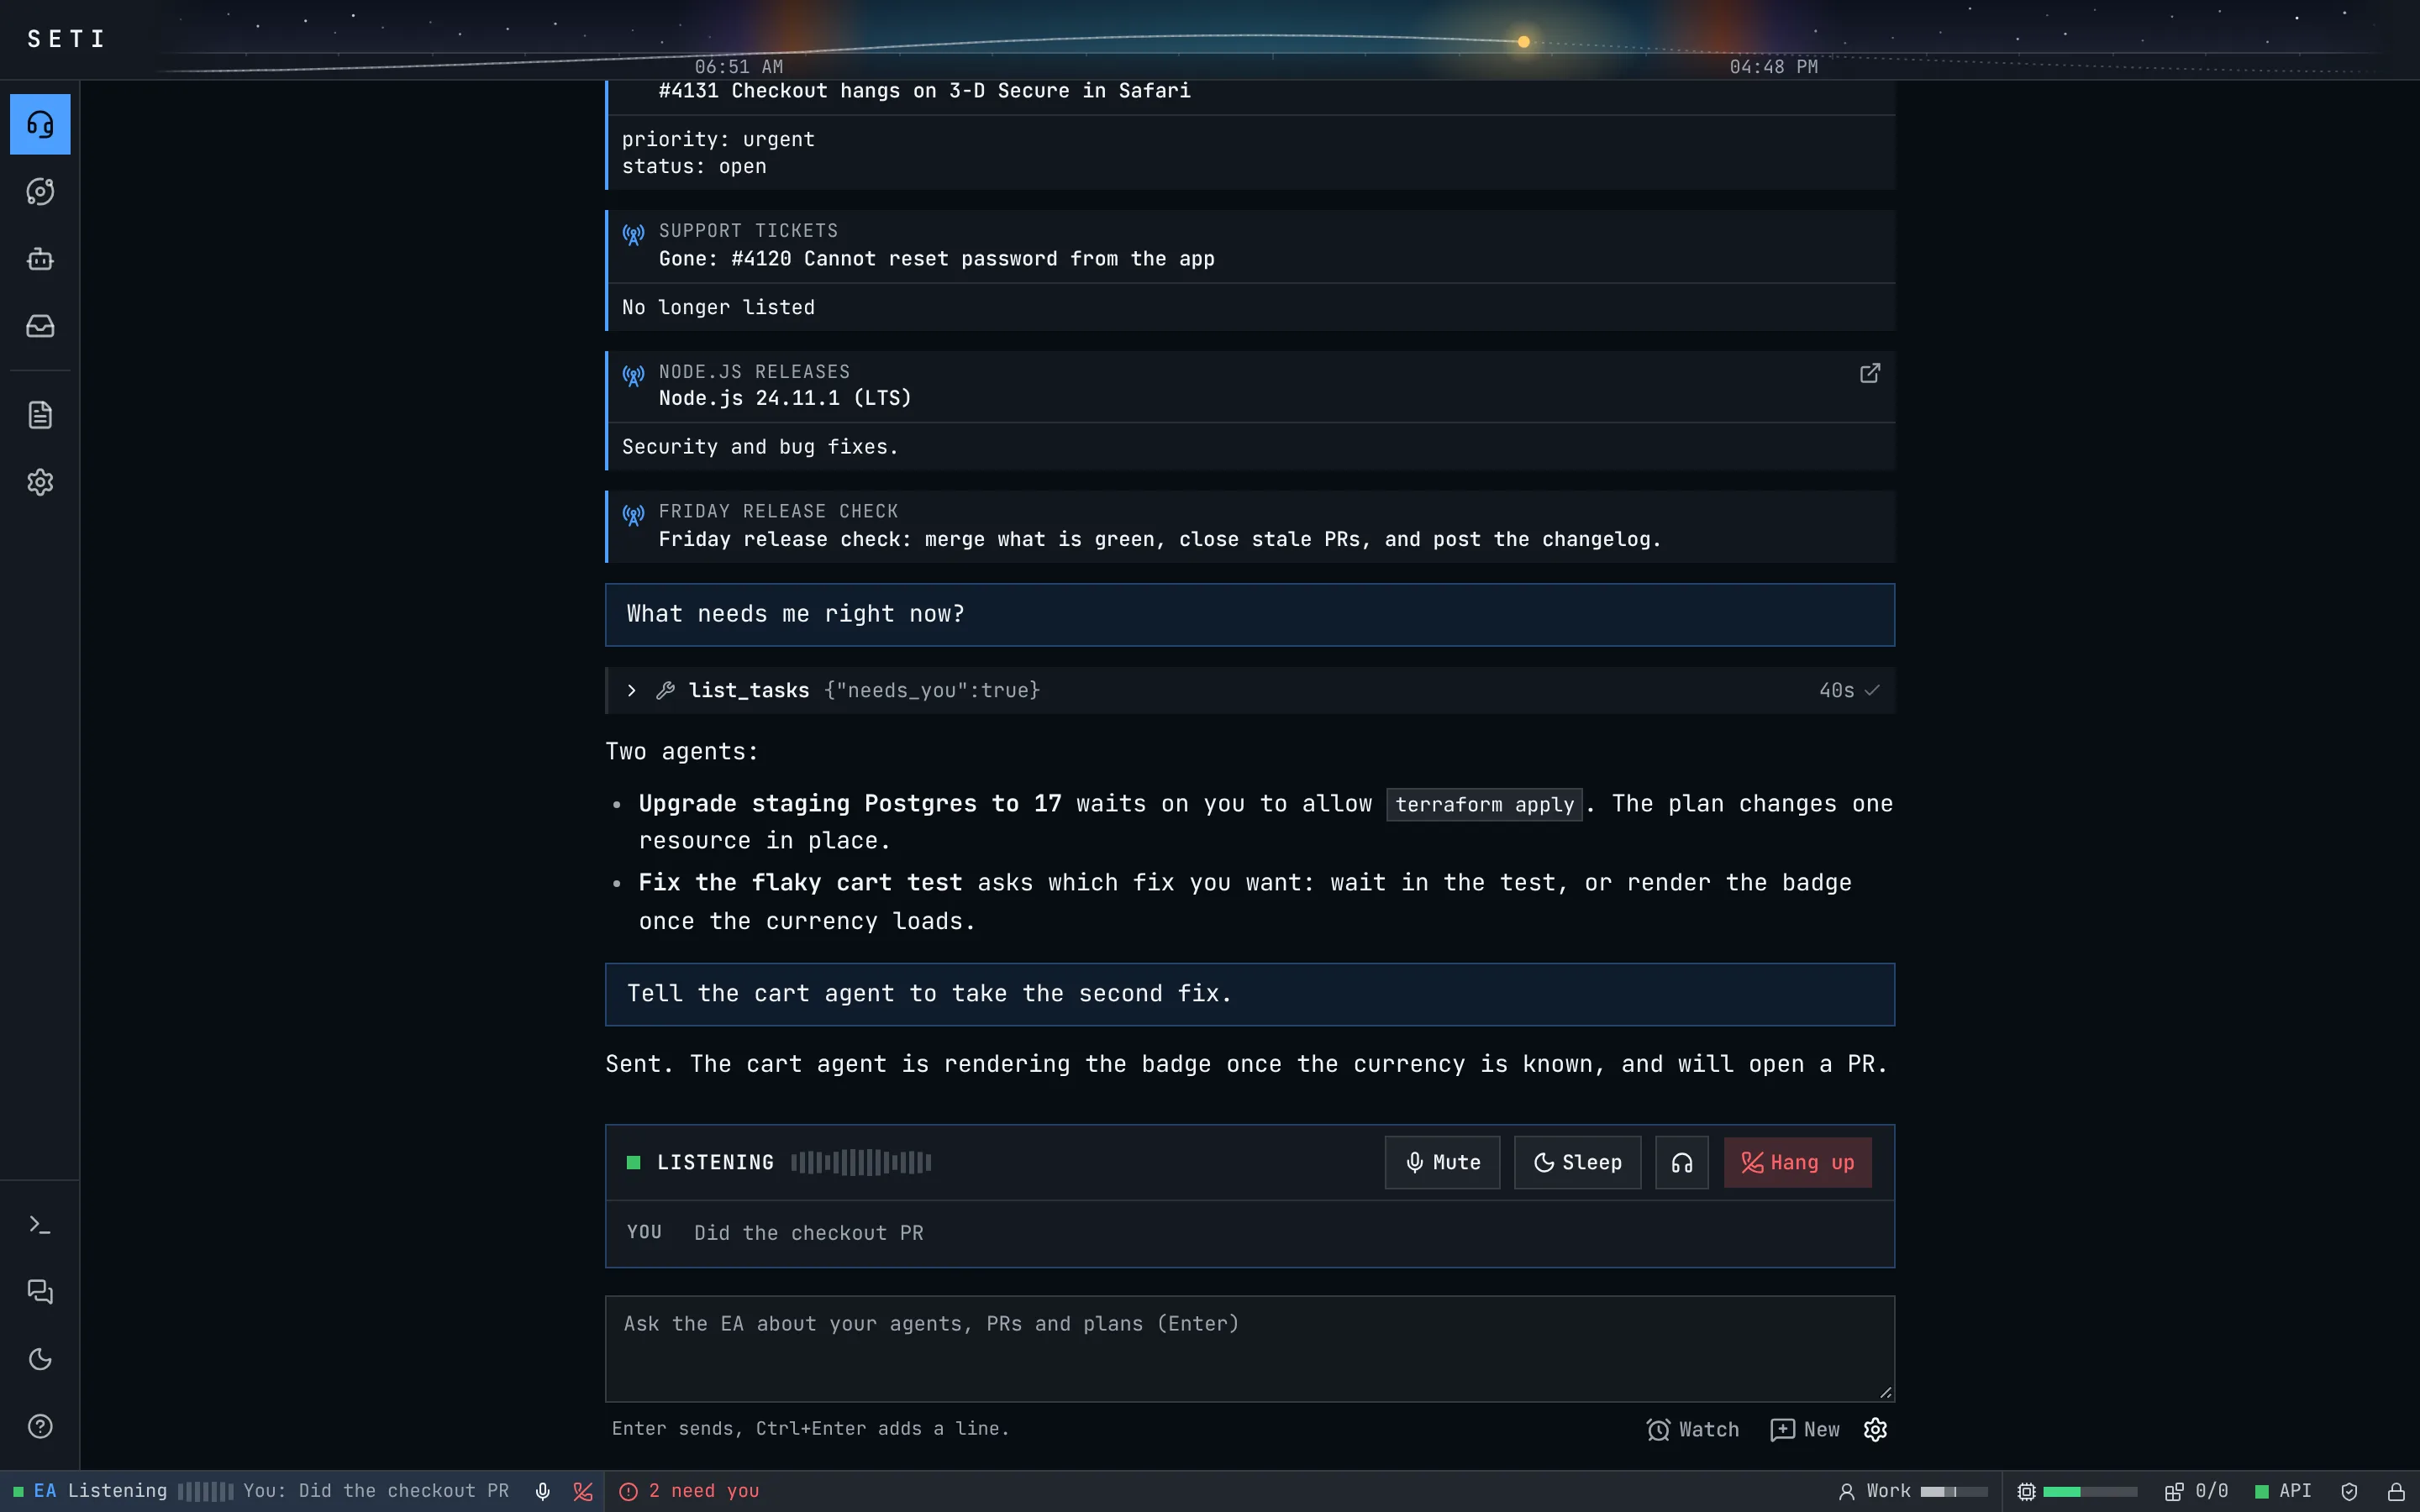 SETI
06:51 AM
04:48 PM
#4131 Checkout hangs on 3-D Secure in Safari
priority: urgent
status: open
SUPPORT TICKETS
Gone: #4120 Cannot reset password from the app
No longer listed
NODE.JS RELEASES
Node.js 24.11.1 (LTS)
Security and bug fixes.
FRIDAY RELEASE CHECK
Friday release check: merge what is green, close stale PRs, and post the changelog.
What needs me right now?
list_tasks {"needs_you":true} 40s
Two agents:
• Upgrade staging Postgres to 17 waits on you to allow terraform apply. The plan changes one
resource in place.
• Fix the flaky cart test asks which fix you want: wait in the test, or render the badge
once the currency loads.
Tell the cart agent to take the second fix.
Sent. The cart agent is rendering the badge once the currency is known, and will open a PR.
LISTENING Mute Sleep Hang up
YOU Did the checkout PR
Ask the EA about your agents, PRs and plans (Enter)
Enter sends, Ctrl+Enter adds a line. Watch New
EA Listening You: Did the checkout PR 2 need you Work 0/0 API